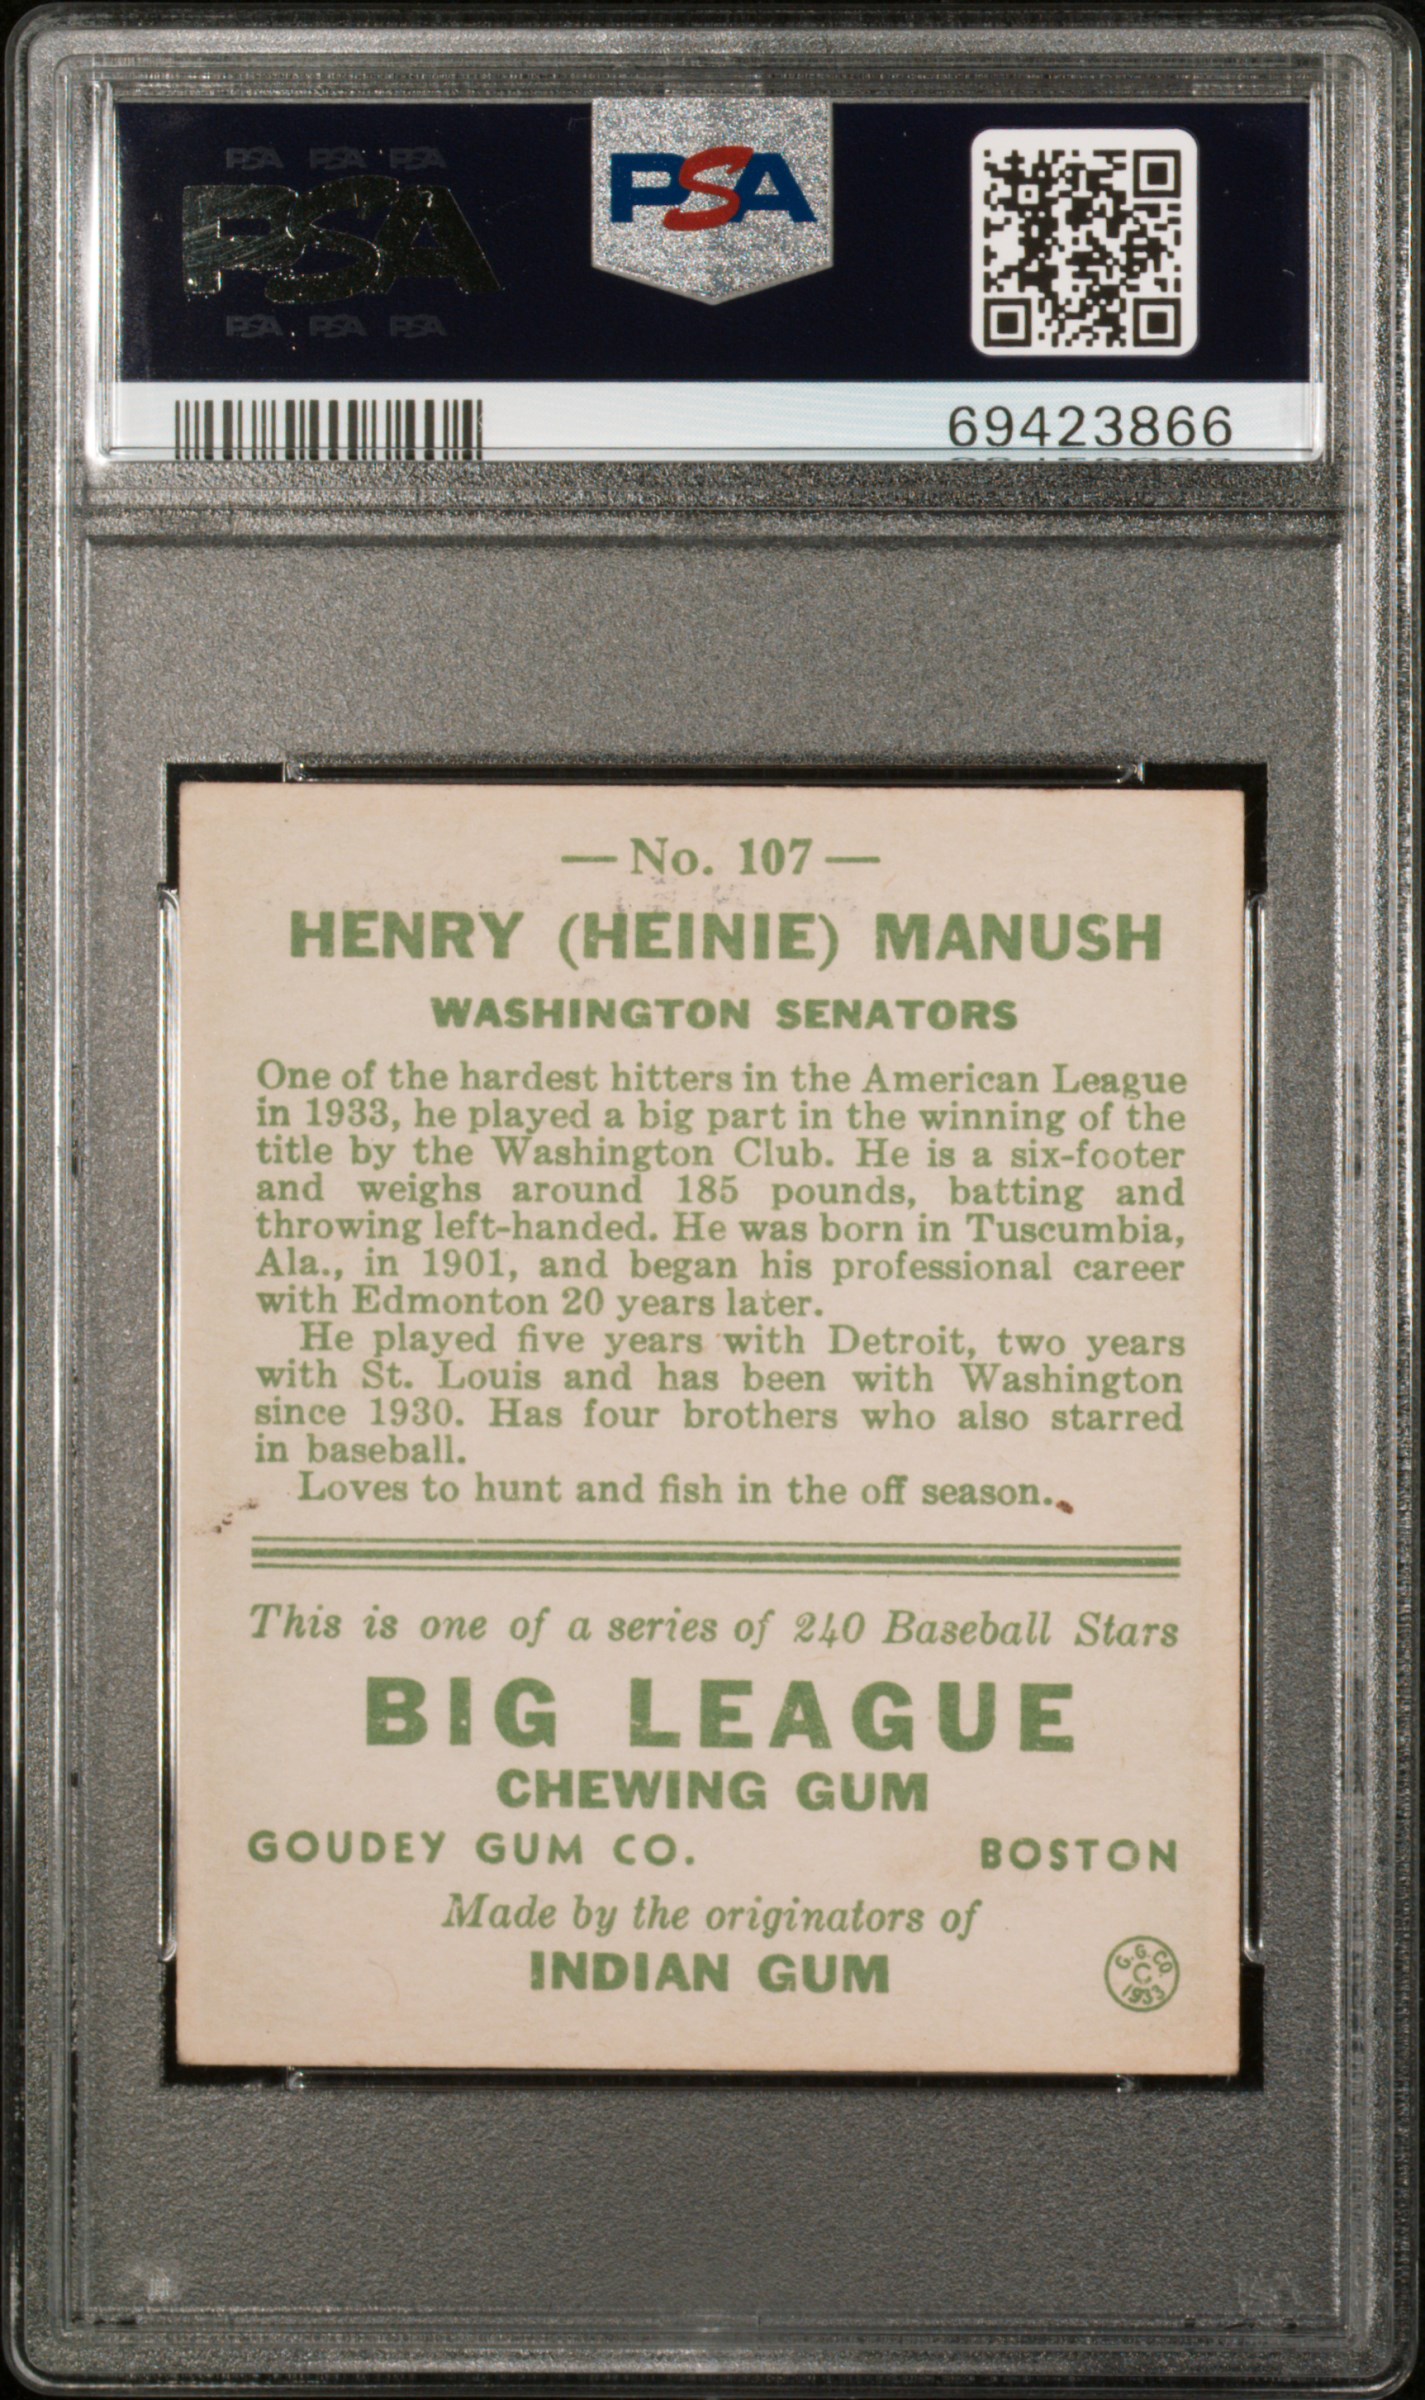 PSA PSA PSA
PSA
PSA PSA PSA
PSA
69423866
— No. 107 —
HENRY (HEINIE) MANUSH
WASHINGTON SENATORS
One of the hardest hitters in the American League
in 1933, he played a big part in the winning of the
title by the Washington Club. He is a six-footer
and weighs around 185 pounds, batting and
throwing left-handed. He was born in Tuscumbia,
Ala., in 1901, and began his professional career
with Edmonton 20 years later.
He played five years with Detroit, two years
with St. Louis and has been with Washington
since 1930. Has four brothers who also starred
in baseball.
Loves to hunt and fish in the off season.
This is one of a series of 240 Baseball Stars
BIG LEAGUE
CHEWING GUM
GOUDEY GUM CO. BOSTON
Made by the originators of
INDIAN GUM
G.G.CO
C
1933